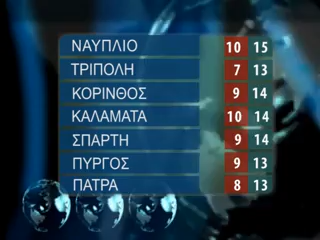 ΝΑΥΠΛΙΟ 10 15
ΤΡΙΠΟΛΗ 7 13
ΚΟΡΙΝΘΟΣ 9 14
ΚΑΛΑΜΑΤΑ 10 14
ΣΠΑΡΤΗ 9 14
ΠΥΡΓΟΣ 9 13
ΠΑΤΡΑ 8 13